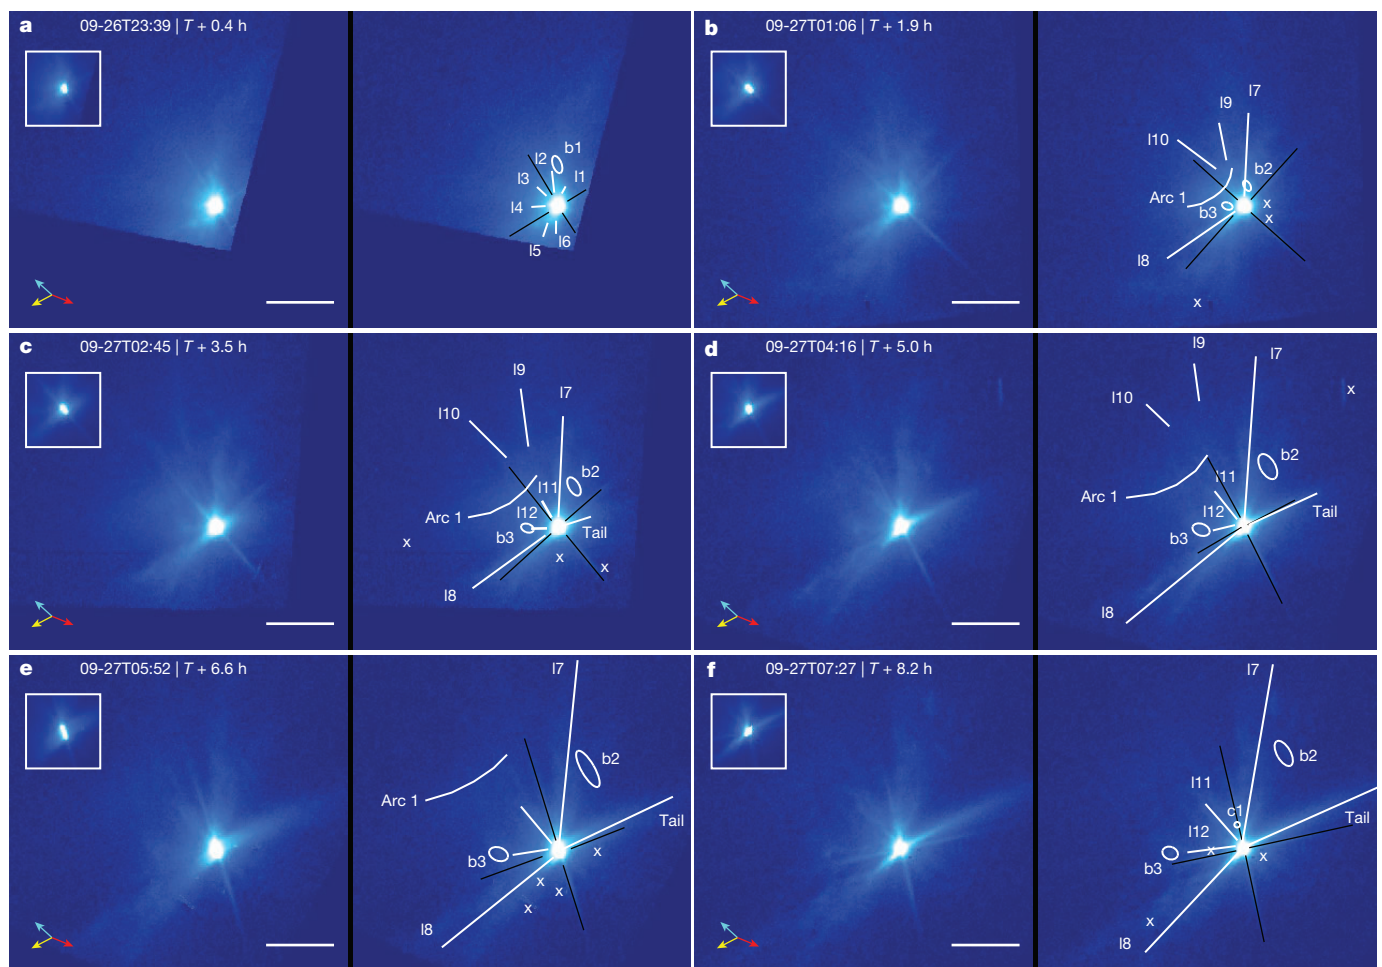 a 09-26T23:39 | T + 0.4 h
b1
l2
l3
l1
l4
l6
l5
b 09-27T01:06 | T + 1.9 h
l7
l9
l10
b2
Arc 1
b3
x
x
l8
x
c 09-27T02:45 | T + 3.5 h
l9
l7
l10
b2
l11
Arc 1
l12
b3
Tail
x
x
x
l8
d 09-27T04:16 | T + 5.0 h
l9
l7
x
l10
b2
l11
Arc 1
l12
Tail
b3
l8
e 09-27T05:52 | T + 6.6 h
l7
b2
Arc 1
Tail
b3
x
x
x
x
l8
f 09-27T07:27 | T + 8.2 h
l7
b2
l11
c1
Tail
l12
x
x
b3
x
l8